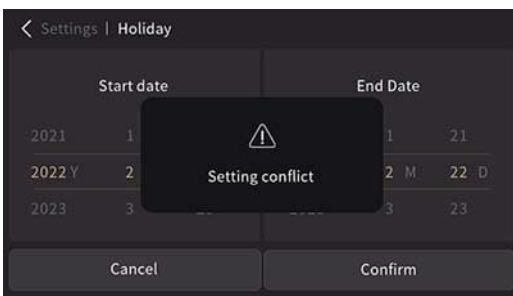 Settings | Holiday
Start date End Date
2021 1 1 21
2022 Y 2 2 M 22 D
2023 3 3 23
Setting conflict
Cancel Confirm